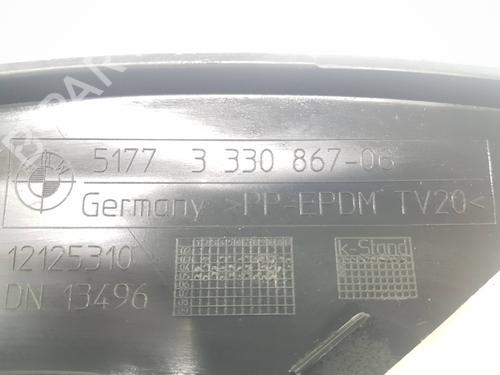 5177 3 330 867-06
Germany >PP-EPDM TV20<
12125310
DN 13496
k-Stand